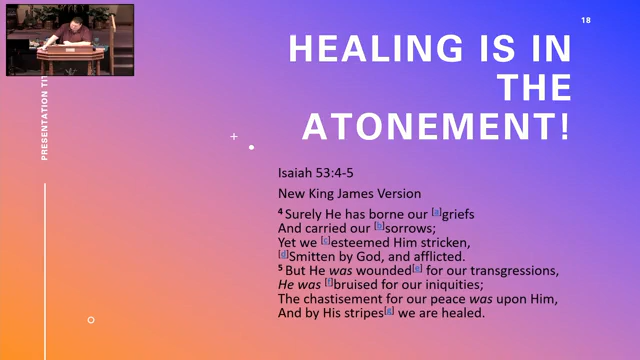 18
HEALING IS IN
THE
ATONEMENT!
PRESENTATION TI
Isaiah 53:4-5
New King James Version
4 Surely He has borne our [a]griefs
And carried our [b]sorrows;
Yet we [c]esteemed Him stricken,
[d]Smitten by God, and afflicted.
5 But He was wounded[e] for our transgressions,
He was [f]bruised for our iniquities;
The chastisement for our peace was upon Him,
And by His stripes[g] we are healed.